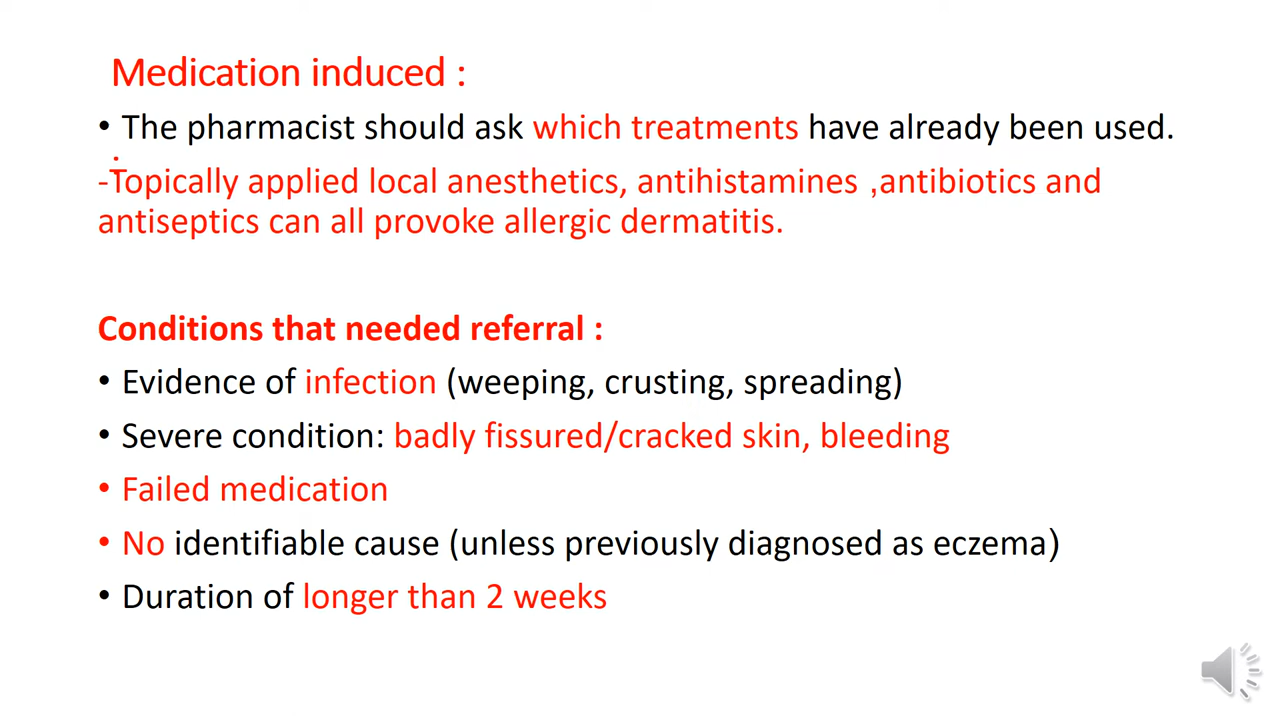 Medication induced :
• The pharmacist should ask which treatments have already been used.
.
-Topically applied local anesthetics, antihistamines ,antibiotics and
antiseptics can all provoke allergic dermatitis.
Conditions that needed referral :
• Evidence of infection (weeping, crusting, spreading)
• Severe condition: badly fissured/cracked skin, bleeding
• Failed medication
• No identifiable cause (unless previously diagnosed as eczema)
• Duration of longer than 2 weeks